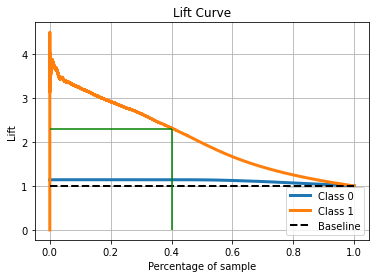 Lift Curve
Lift
4
3
2
1
0
0.0 0.2 0.4 0.6 0.8 1.0
Percentage of sample
Class 0
Class 1
Baseline